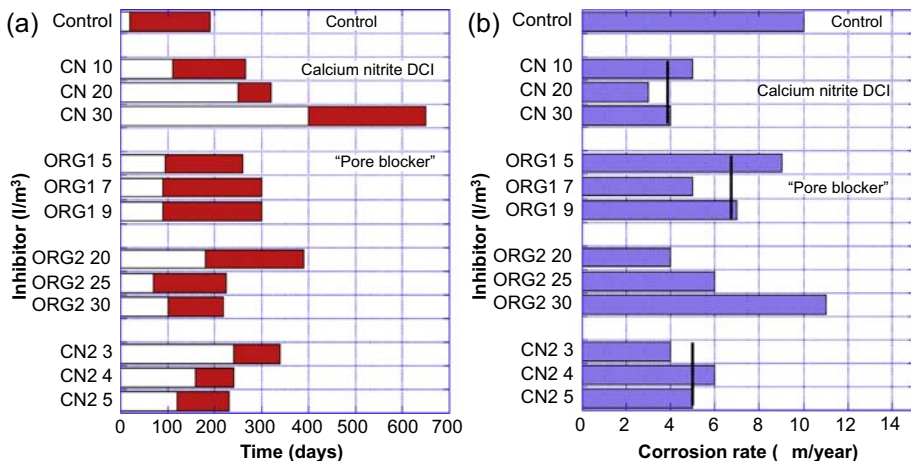 (a)
Control
Control
CN 10
Calcium nitrite DCI
CN 20
CN 30
ORG1 5
"Pore blocker"
ORG1 7
ORG1 9
ORG2 20
ORG2 25
ORG2 30
CN2 3
CN2 4
CN2 5
Inhibitor (l/m³)
0 100 200 300 400 500 600 700
Time (days)
(b)
Control
Control
CN 10
CN 20
Calcium nitrite DCI
CN 30
ORG1 5
ORG1 7
"Pore blocker"
ORG1 9
ORG2 20
ORG2 25
ORG2 30
CN2 3
CN2 4
CN2 5
Inhibitor (l/m³)
0 2 4 6 8 10 12 14
Corrosion rate ( m/year)